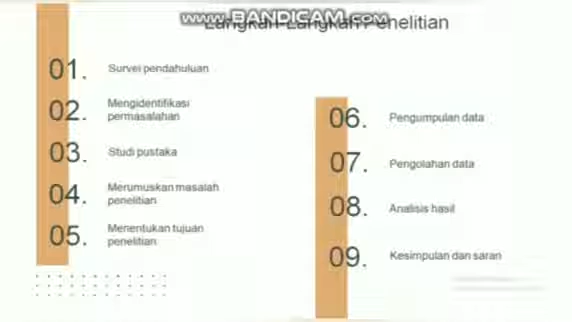 www.BANDICAM.com
Langkah-Langkah Penelitian
01. Survei pendahuluan
02. Mengidentifikasi
permasalahan
03. Studi pustaka
04. Merumuskan masalah
penelitian
05. Menentukan tujuan
penelitian
06. Pengumpulan data
07. Pengolahan data
08. Analisis hasil
09. Kesimpulan dan saran